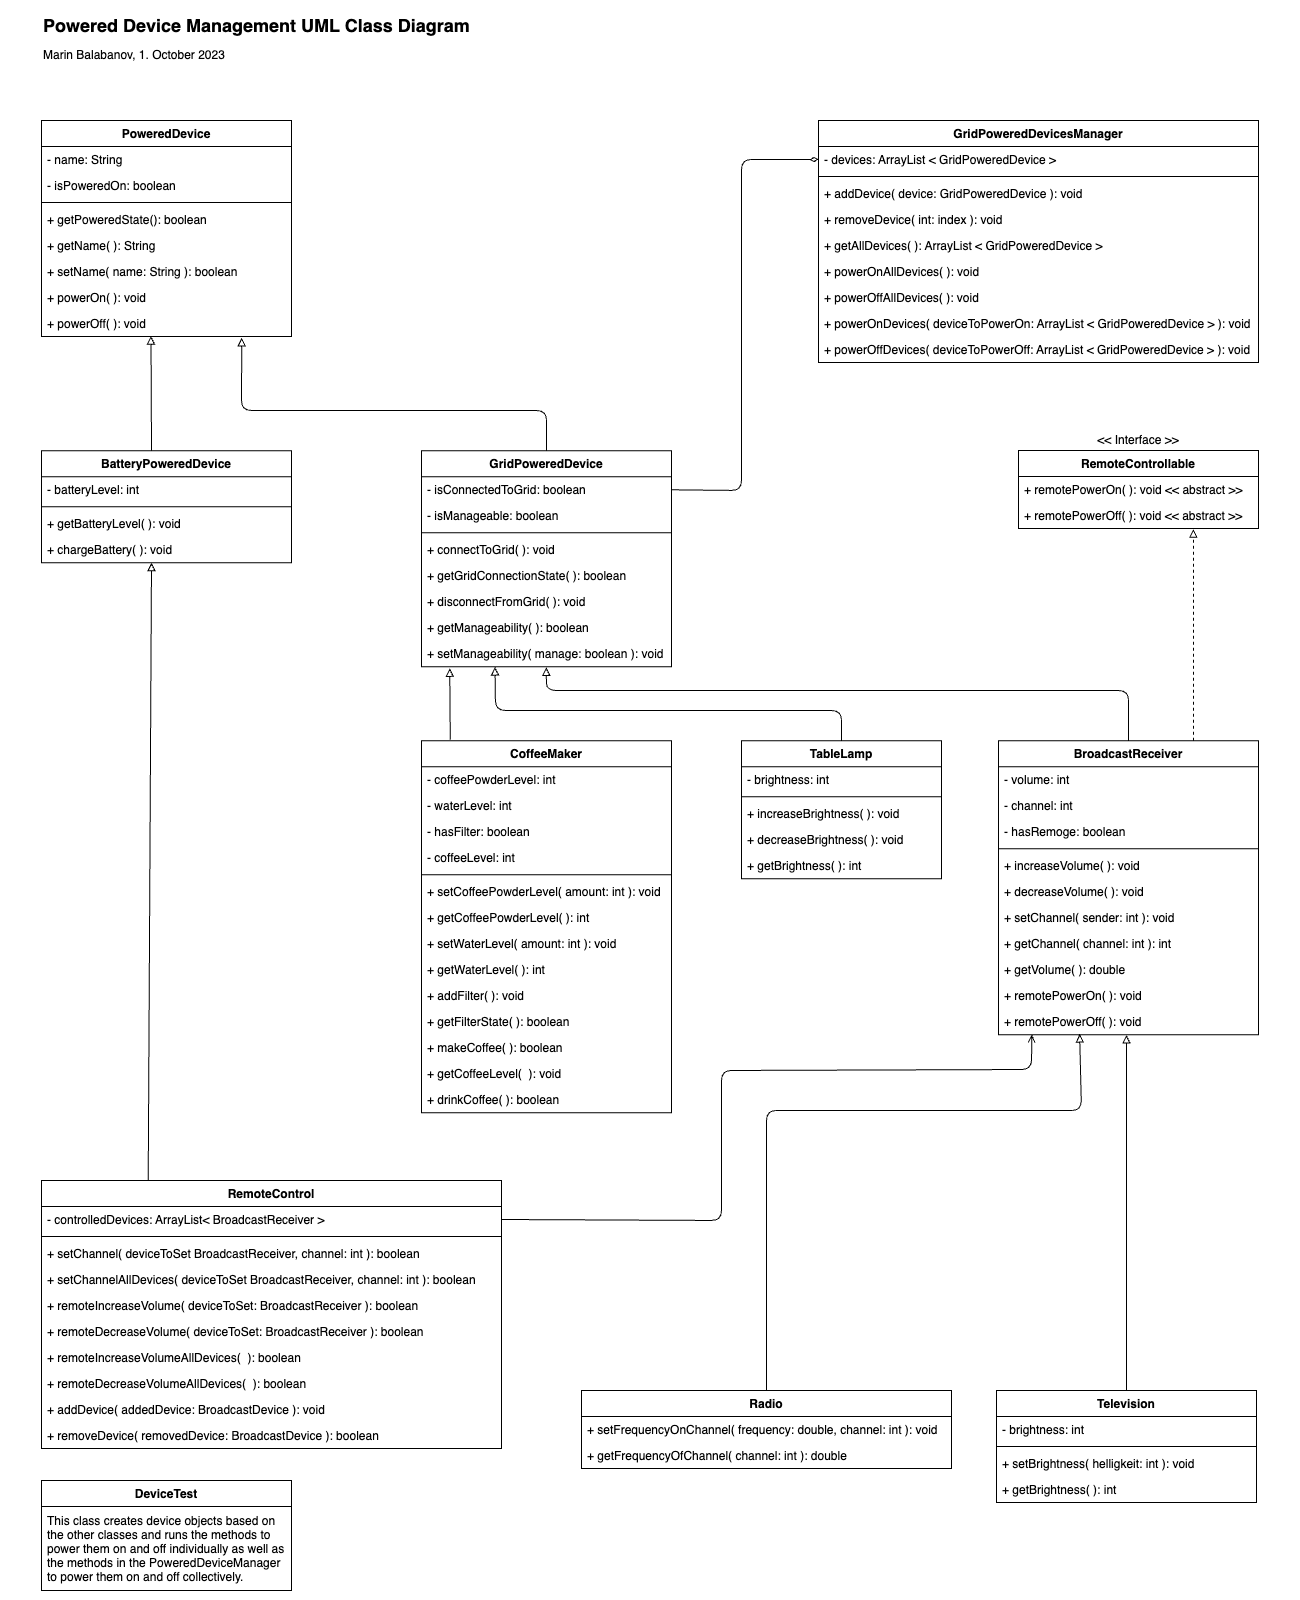 Powered Device Management UML Class Diagram
Marin Balabanov, 1. October 2023
PoweredDevice
- name: String
- isPoweredOn: boolean
+ getPoweredState(): boolean
+ getName( ): String
+ setName( name: String ): boolean
+ powerOn( ): void
+ powerOff( ): void
GridPoweredDevicesManager
- devices: ArrayList < GridPoweredDevice >
+ addDevice( device: GridPoweredDevice ): void
+ removeDevice( int: index ): void
+ getAllDevices( ): ArrayList < GridPoweredDevice >
+ powerOnAllDevices( ): void
+ powerOffAllDevices( ): void
+ powerOnDevices( deviceToPowerOn: ArrayList < GridPoweredDevice > ): void
+ powerOffDevices( deviceToPowerOff: ArrayList < GridPoweredDevice > ): void
BatteryPoweredDevice
- batteryLevel: int
+ getBatteryLevel( ): void
+ chargeBattery( ): void
GridPoweredDevice
- isConnectedToGrid: boolean
- isManageable: boolean
+ connectToGrid( ): void
+ getGridConnectionState( ): boolean
+ disconnectFromGrid( ): void
+ getManageability( ): boolean
+ setManageability( manage: boolean ): void
<< Interface >>
RemoteControllable
+ remotePowerOn( ): void << abstract >>
+ remotePowerOff( ): void << abstract >>
CoffeeMaker
- coffeePowderLevel: int
- waterLevel: int
- hasFilter: boolean
- coffeeLevel: int
+ setCoffeePowderLevel( amount: int ): void
+ getCoffeePowderLevel( ): int
+ setWaterLevel( amount: int ): void
+ getWaterLevel( ): int
+ addFilter( ): void
+ getFilterState( ): boolean
+ makeCoffee( ): boolean
+ getCoffeeLevel(  ): void
+ drinkCoffee( ): boolean
TableLamp
- brightness: int
+ increaseBrightness( ): void
+ decreaseBrightness( ): void
+ getBrightness( ): int
BroadcastReceiver
- volume: int
- channel: int
- hasRemoge: boolean
+ increaseVolume( ): void
+ decreaseVolume( ): void
+ setChannel( sender: int ): void
+ getChannel( channel: int ): int
+ getVolume( ): double
+ remotePowerOn( ): void
+ remotePowerOff( ): void
RemoteControl
- controlledDevices: ArrayList< BroadcastReceiver >
+ setChannel( deviceToSet BroadcastReceiver, channel: int ): boolean
+ setChannelAllDevices( deviceToSet BroadcastReceiver, channel: int ): boolean
+ remoteIncreaseVolume( deviceToSet: BroadcastReceiver ): boolean
+ remoteDecreaseVolume( deviceToSet: BroadcastReceiver ): boolean
+ remoteIncreaseVolumeAllDevices(  ): boolean
+ remoteDecreaseVolumeAllDevices(  ): boolean
+ addDevice( addedDevice: BroadcastDevice ): void
+ removeDevice( removedDevice: BroadcastDevice ): boolean
Radio
+ setFrequencyOnChannel( frequency: double, channel: int ): void
+ getFrequencyOfChannel( channel: int ): double
Television
- brightness: int
+ setBrightness( helligkeit: int ): void
+ getBrightness( ): int
DeviceTest
This class creates device objects based on
the other classes and runs the methods to
power them on and off individually as well as
the methods in the PoweredDeviceManager
to power them on and off collectively.